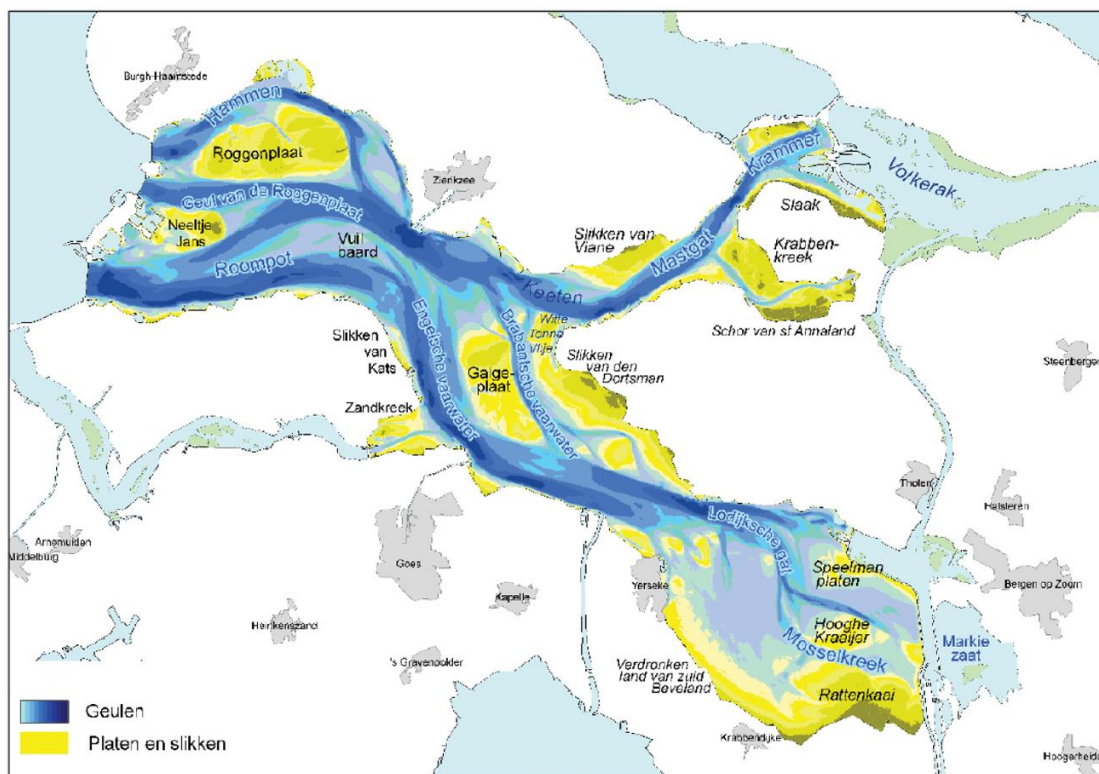 Burgh-Haamstede
Hammen
Roggenplaat
Krammer
Volkerak
Zierikzee
Geul van de Roggenplaat
Slaak
Neeltje
Jans
Vuil
baard
Slikken van
Viane
Mastgat
Krabben-
kreek
Roompot
Keeten
Schor van st Annaland
Engelsche vaarwater
Brabantsche vaarwater
Witte
Tonne
Vlije
Slikken
van
Kats
Slikken
van den
Dortsman
Steenbergen
Galge-
plaat
Zandkreek
Tholen
Halsteren
Lodijksche gat
Arnemuiden
Middelburg
Goes
Yerseke
Speelman
platen
Bergen op Zoom
Kapelle
Heinkenszand
Hooghe
Kraaijer
Mosselkreek
Markie
zaat
's Gravenpolder
Verdronken
land van zuid
Beveland
Rattenkaai
Geulen
Platen en slikken
Krabbendijke
Hoogerheide